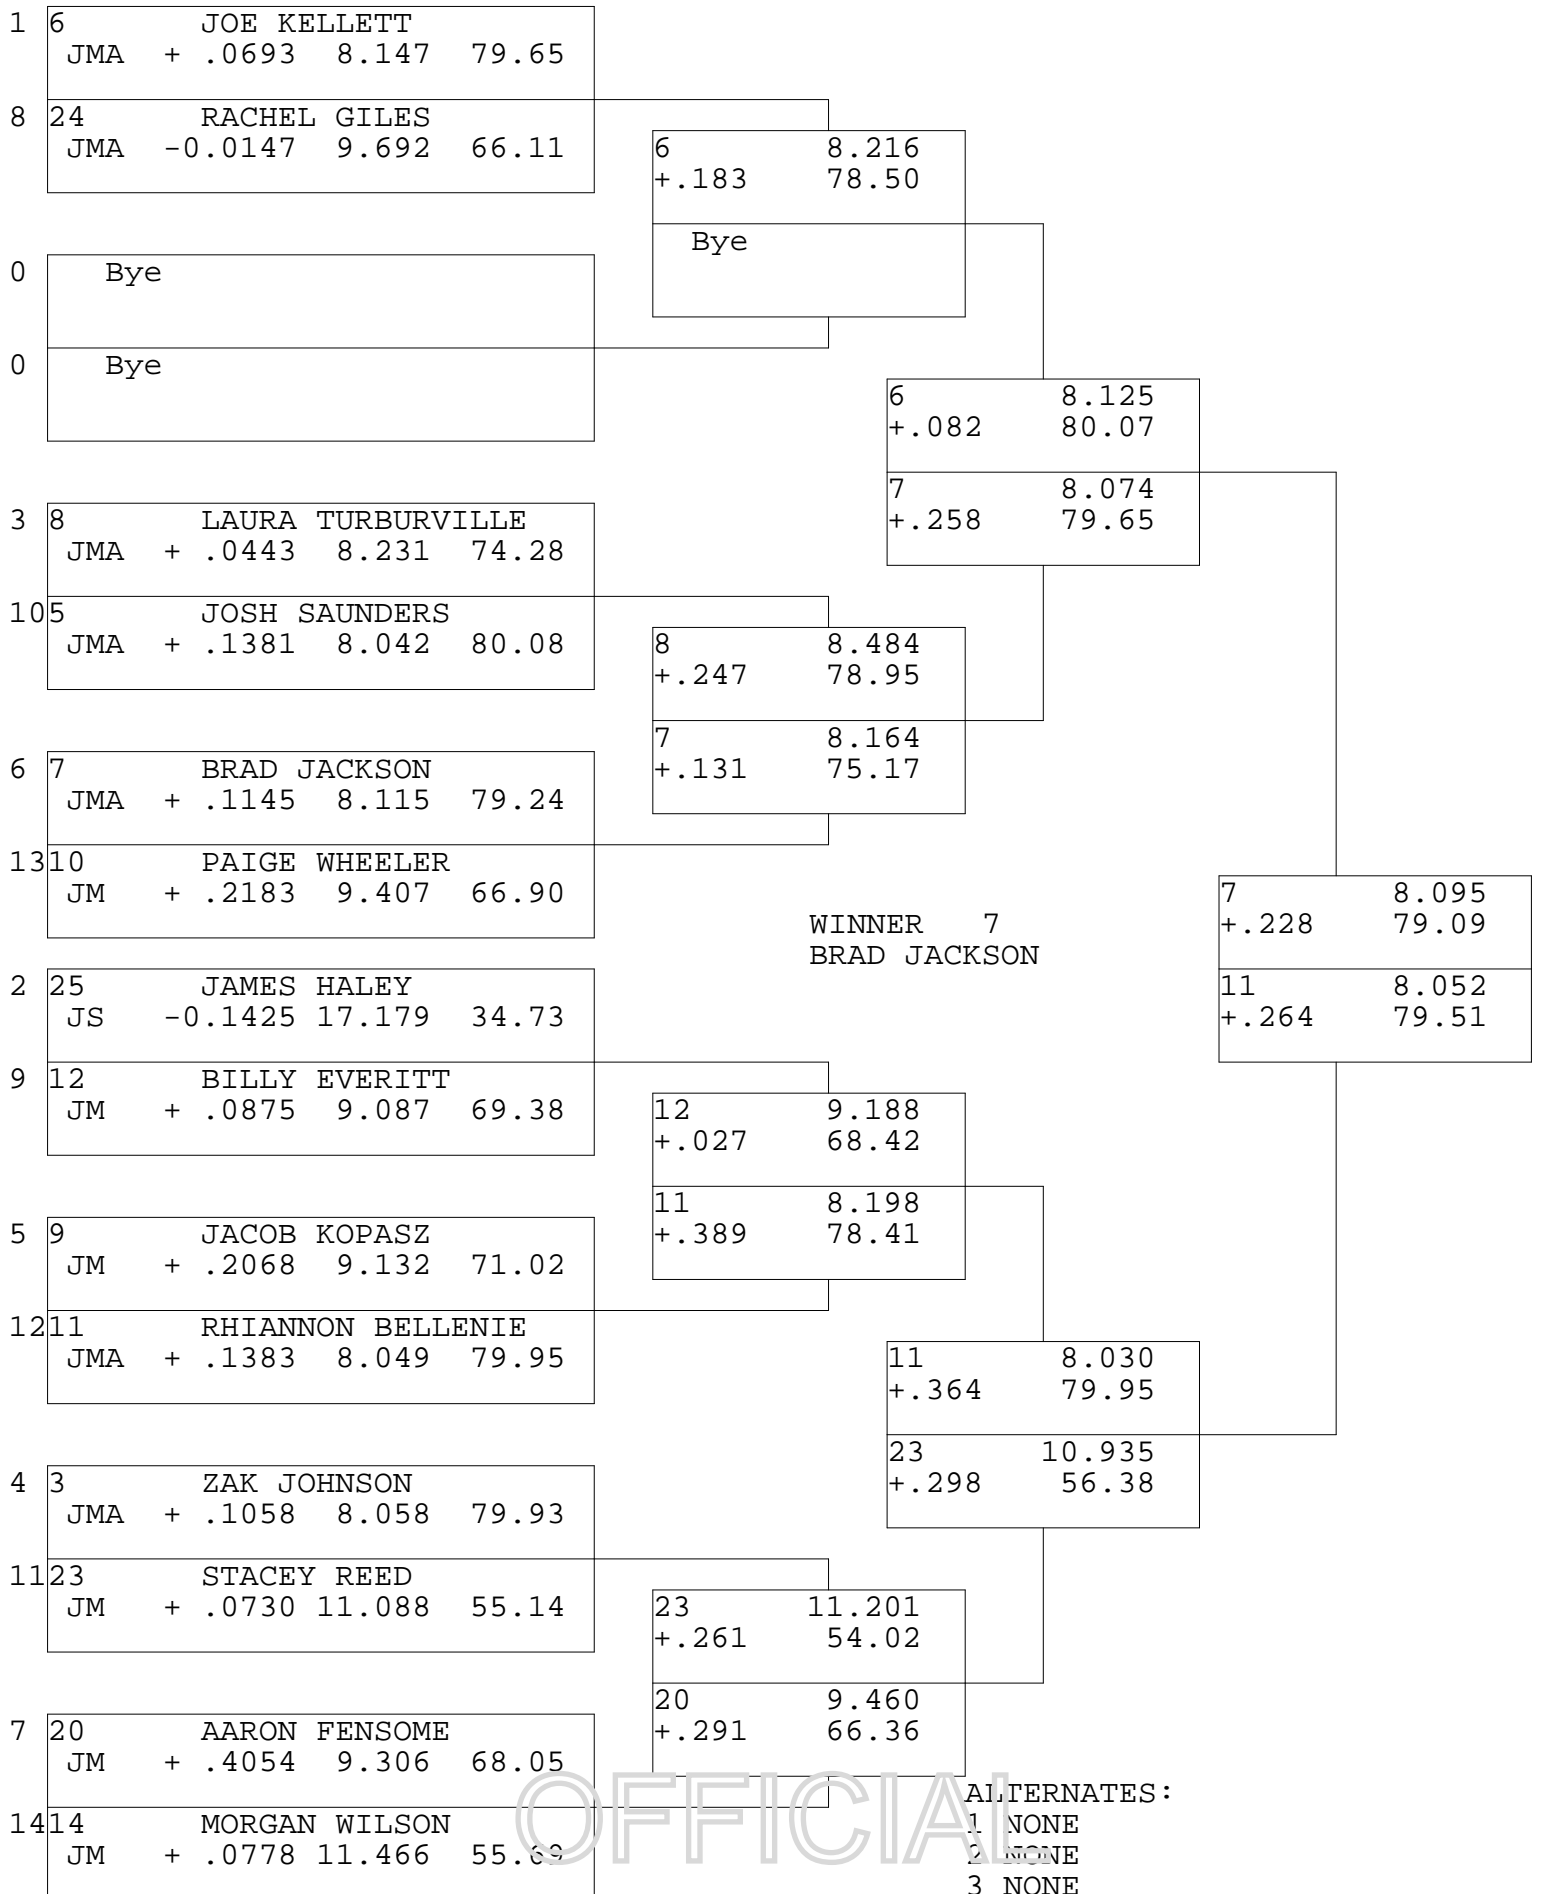 1 6 JOE KELLETT
JMA + .0693 8.147 79.65
8 24 RACHEL GILES
JMA -0.0147 9.692 66.11
6 8.216
+.183 78.50
Bye
0 Bye
0 Bye
6 8.125
+.082 80.07
7 8.074
+.258 79.65
3 8 LAURA TURBURVILLE
JMA + .0443 8.231 74.28
10 5 JOSH SAUNDERS
JMA + .1381 8.042 80.08
8 8.484
+.247 78.95
7 8.164
+.131 75.17
6 7 BRAD JACKSON
JMA + .1145 8.115 79.24
13 10 PAIGE WHEELER
JM + .2183 9.407 66.90
WINNER 7
BRAD JACKSON
7 8.095
+.228 79.09
11 8.052
+.264 79.51
2 25 JAMES HALEY
JS -0.1425 17.179 34.73
9 12 BILLY EVERITT
JM + .0875 9.087 69.38
12 9.188
+.027 68.42
11 8.198
+.389 78.41
5 9 JACOB KOPASZ
JM + .2068 9.132 71.02
12 11 RHIANNON BELLENIE
JMA + .1383 8.049 79.95
11 8.030
+.364 79.95
23 10.935
+.298 56.38
4 3 ZAK JOHNSON
JMA + .1058 8.058 79.93
11 23 STACEY REED
JM + .0730 11.088 55.14
23 11.201
+.261 54.02
20 9.460
+.291 66.36
7 20 AARON FENSOME
JM + .4054 9.306 68.05
14 14 MORGAN WILSON
JM + .0778 11.466 55.69
OFFICIAL
ALTERNATES:
1 NONE
2 NONE
3 NONE